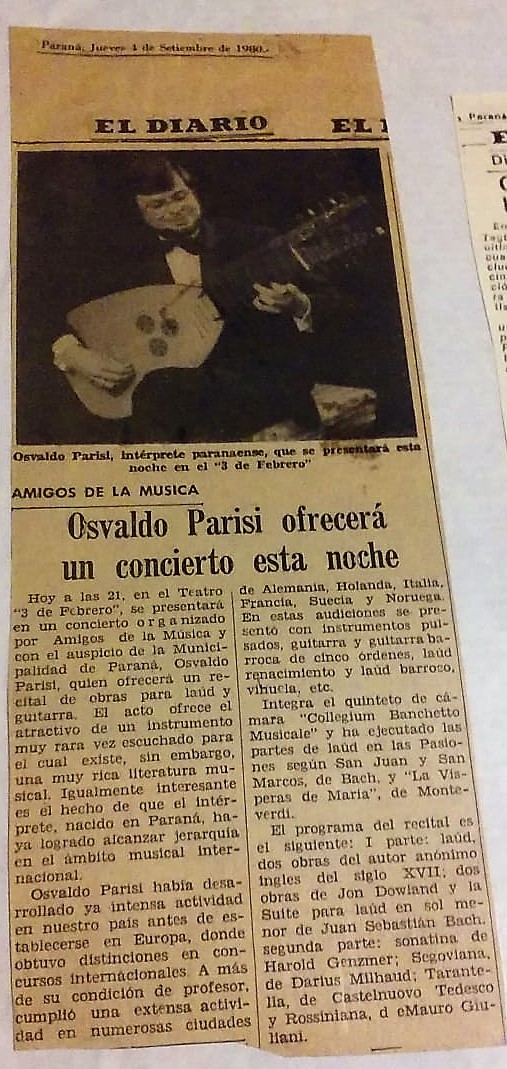 Paraná, Jueves 4 de Setiembre de 1980.-
EL DIARIO
EL
Osvaldo Parisi, intérprete paranaense, que se presentará esta
noche en el "3 de Febrero"
AMIGOS DE LA MUSICA
Osvaldo Parisi ofrecerá
un concierto esta noche
Hoy a las 21, en el Teatro
"3 de Febrero", se presentará
en un concierto organizado
por Amigos de la Música y
con el auspicio de la Munici-
palidad de Paraná, Osvaldo
Parisi, quien ofrecerá un re-
cital de obras para laúd y
guitarra. El acto ofrece el
atractivo de un instrumento
muy rara vez escuchado para
el cual existe, sin embargo,
una muy rica literatura mu-
sical. Igualmente interesante
es el hecho de que el intér-
prete, nacido en Paraná, ha-
ya logrado alcanzar jerarquía
en el ámbito musical inter-
nacional.
Osvaldo Parisi había desa-
rrollado ya intensa actividad
en nuestro país antes de es-
tablecerse en Europa, donde
obtuvo distinciones en con-
cursos internacionales. A más
de su condición de profesor,
cumplió una extensa activi-
dad en numerosas ciudades
de Alemania, Holanda, Italia,
Francia, Suecia y Noruega.
En estas audiciones se pre-
sentó con instrumentos pul-
sados, guitarra y guitarra ba-
rroca de cinco órdenes, laúd
renacimiento y laúd barroso,
vihuela, etc.
Integra el quinteto de cá-
mara "Collegium Banchetto
Musicale" y ha ejecutado las
partes de laúd en las Pasio-
nes según San Juan y San
Marcos, de Bach, y "La Vís-
peras de María", de Monte-
verdi.
El programa del recital es
el siguiente: I parte: laúd,
dos obras del autor anónimo
ingles del siglo XVII; dos
obras de Jon Dowland y la
Suite para laúd en sol me-
nor de Juan Sebastián Bach.
segunda parte: sonatina de
Harold Genzmer; Segoviana,
de Darius Milhaud; Tarante-
lla, de Castelnuovo Tedesco
y Rossiniana, d eMauro Giu-
liani.
Paraná